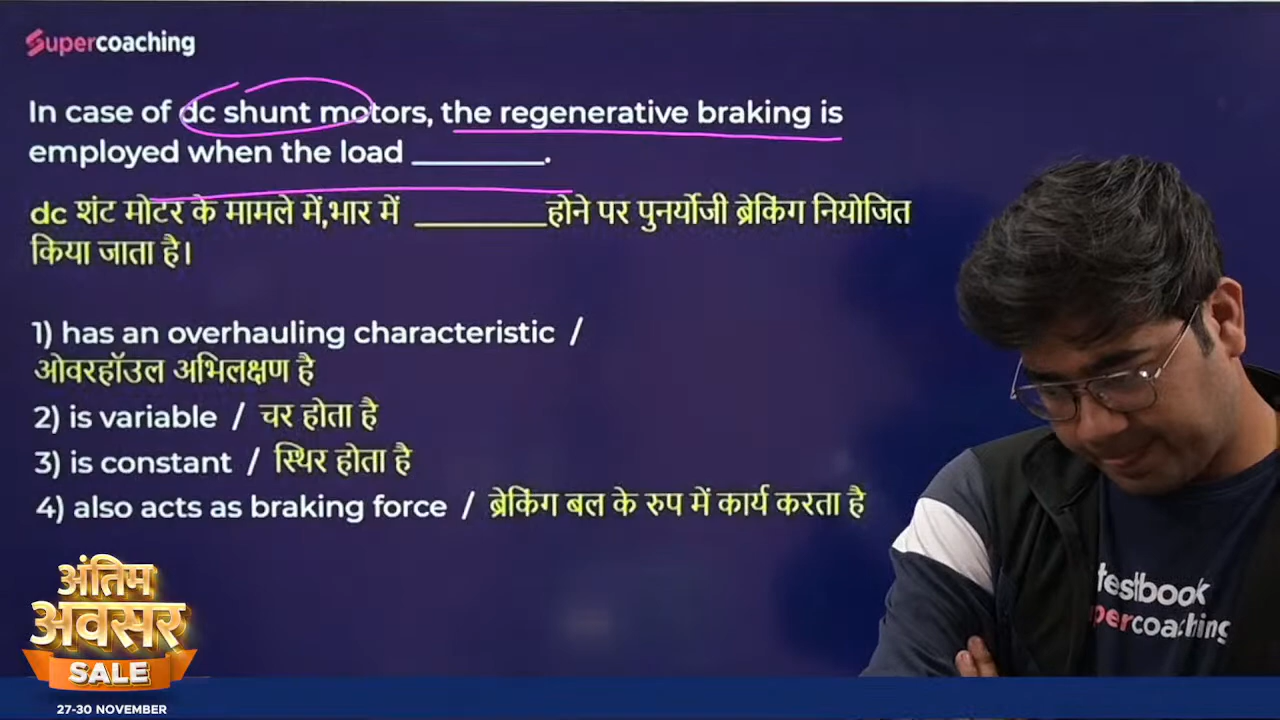 Supercoaching
In case of dc shunt motors, the regenerative braking is
employed when the load ________.
dc शंट मोटर के मामले में,भार में ________होने पर पुनर्योजी ब्रेकिंग नियोजित
किया जाता है।
1) has an overhauling characteristic /
ओवरहॉउल अभिलक्षण है
2) is variable / चर होता है
3) is constant / स्थिर होता है
4) also acts as braking force / ब्रेकिंग बल के रुप में कार्य करता है
testbook
percoaching
अंतिम
अवसर
SALE
27-30 NOVEMBER